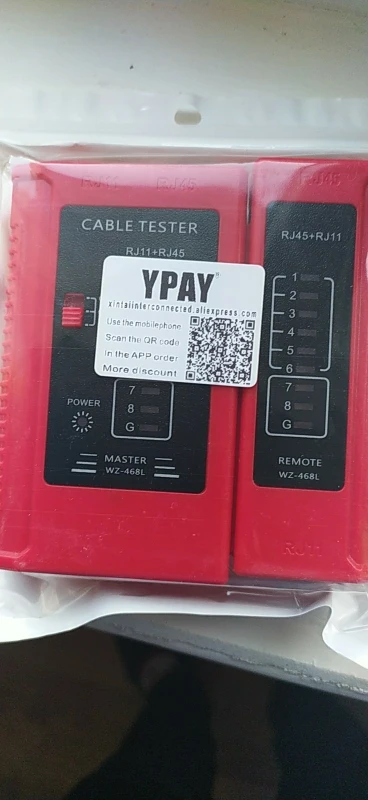 RJ11 RJ45
RJ45
CABLE TESTER
RJ11+RJ45
RJ45+RJ11
YPAY
xintaiinterconnected.aliexpress.com
Use the mobilephone
Scan the QR code
In the APP order
More discount
1
2
3
4
5
6
7
8
G
7
8
G
POWER
MASTER
WZ-468L
REMOTE
WZ-468L
RJ11